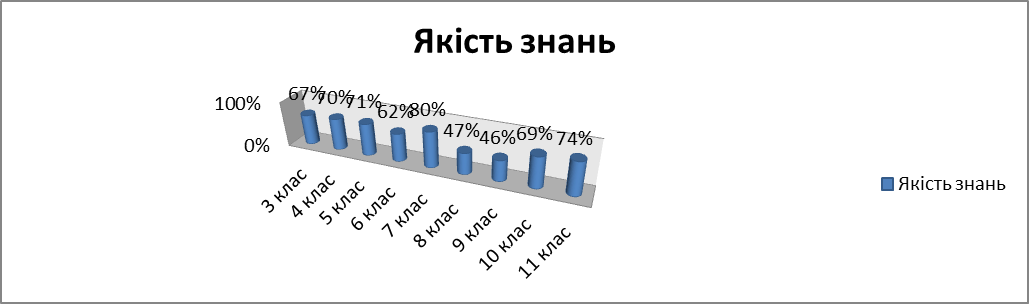 Якість знань
100%
0%
67%
70%
71%
62%
80%
47%
46%
69%
74%
3 клас
4 клас
5 клас
6 клас
7 клас
8 клас
9 клас
10 клас
11 клас
Якість знань